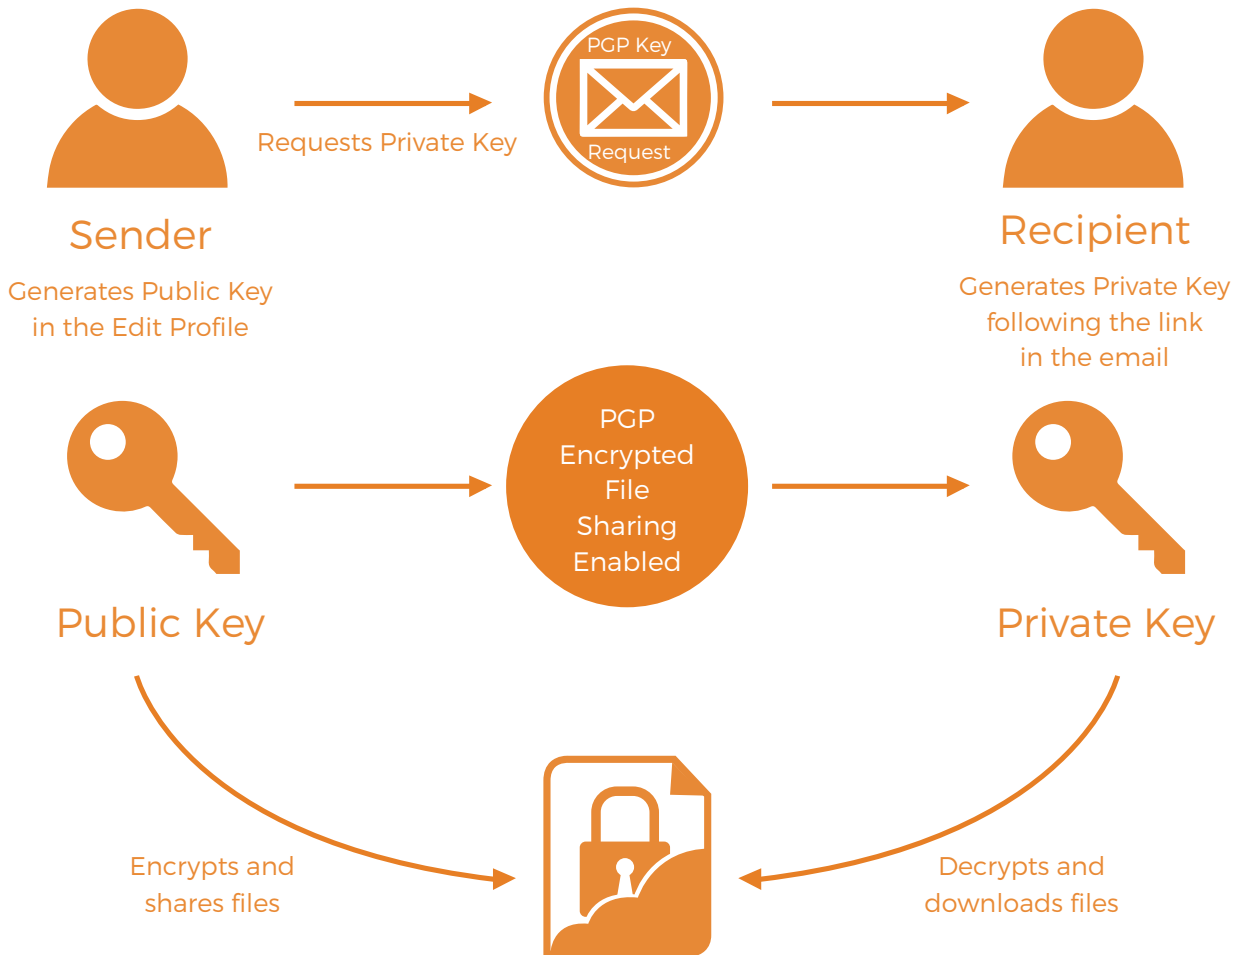 PGP Key
Request
Requests Private Key
Sender
Generates Public Key
in the Edit Profile
Recipient
Generates Private Key
following the link
in the email
PGP
Encrypted
File
Sharing
Enabled
Public Key
Private Key
Encrypts and
shares files
Decrypts and
downloads files